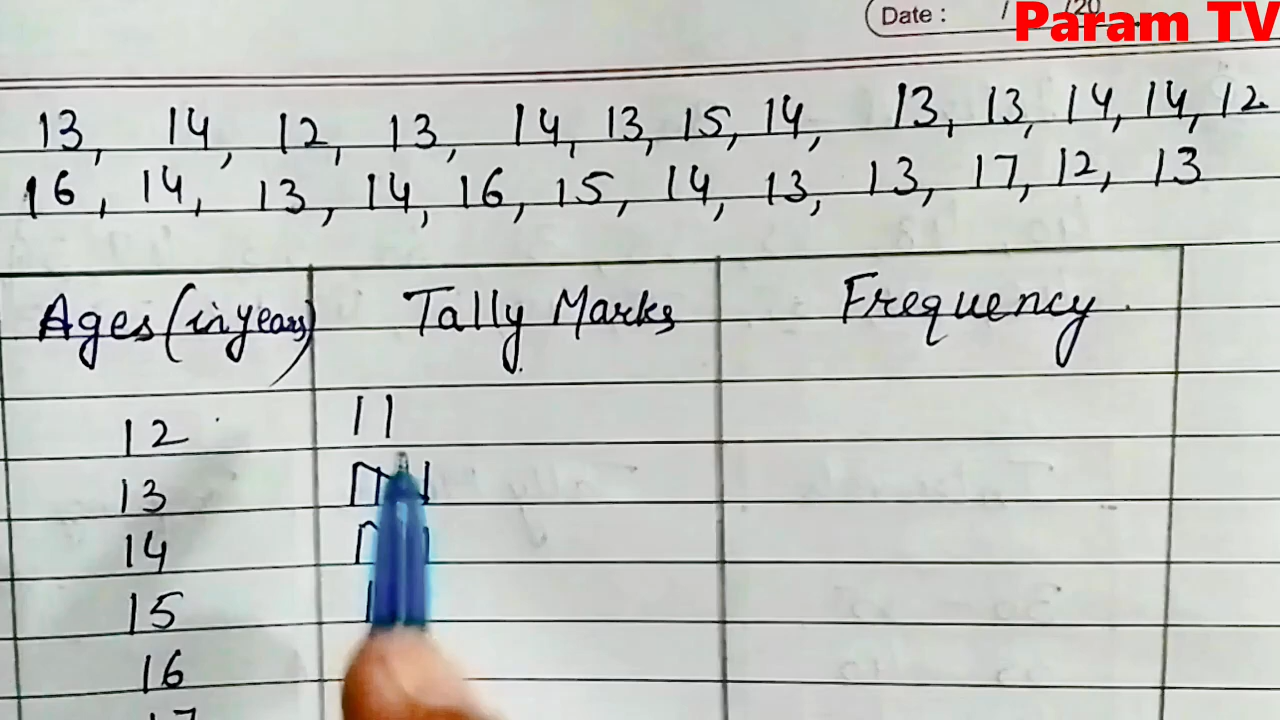 Date : / /20
Param TV
13, 14, 12, 13, 14, 13, 15, 14, 13, 13, 14, 14, 12
16, 14, 13, 14, 16, 15, 14, 13, 13, 17, 12, 13
Ages (in years) Tally Marks Frequency
12 ||
13
14
15
16
17